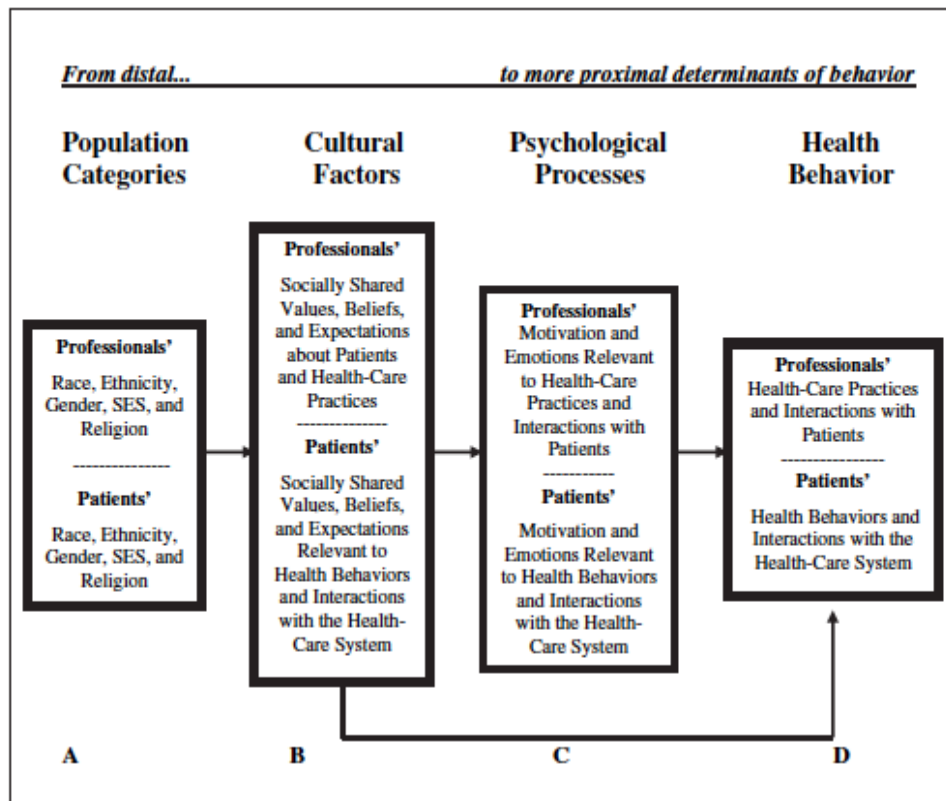 From distal... to more proximal determinants of behavior
Population
Categories
Cultural
Factors
Psychological
Processes
Health
Behavior
Professionals'
Race, Ethnicity,
Gender, SES, and
Religion
----------------
Patients'
Race, Ethnicity,
Gender, SES, and
Religion
Professionals'
Socially Shared
Values, Beliefs,
and Expectations
about Patients
and Health-Care
Practices
---------------
Patients'
Socially Shared
Values, Beliefs,
and Expectations
Relevant to
Health Behaviors
and Interactions
with the Health-
Care System
Professionals'
Motivation and
Emotions Relevant
to Health-Care
Practices and
Interactions with
Patients
-----------
Patients'
Motivation and
Emotions Relevant
to Health Behaviors
and Interactions
with the Health-
Care System
Professionals'
Health-Care Practices
and Interactions with
Patients
----------------
Patients'
Health Behaviors and
Interactions with the
Health-Care System
A B C D